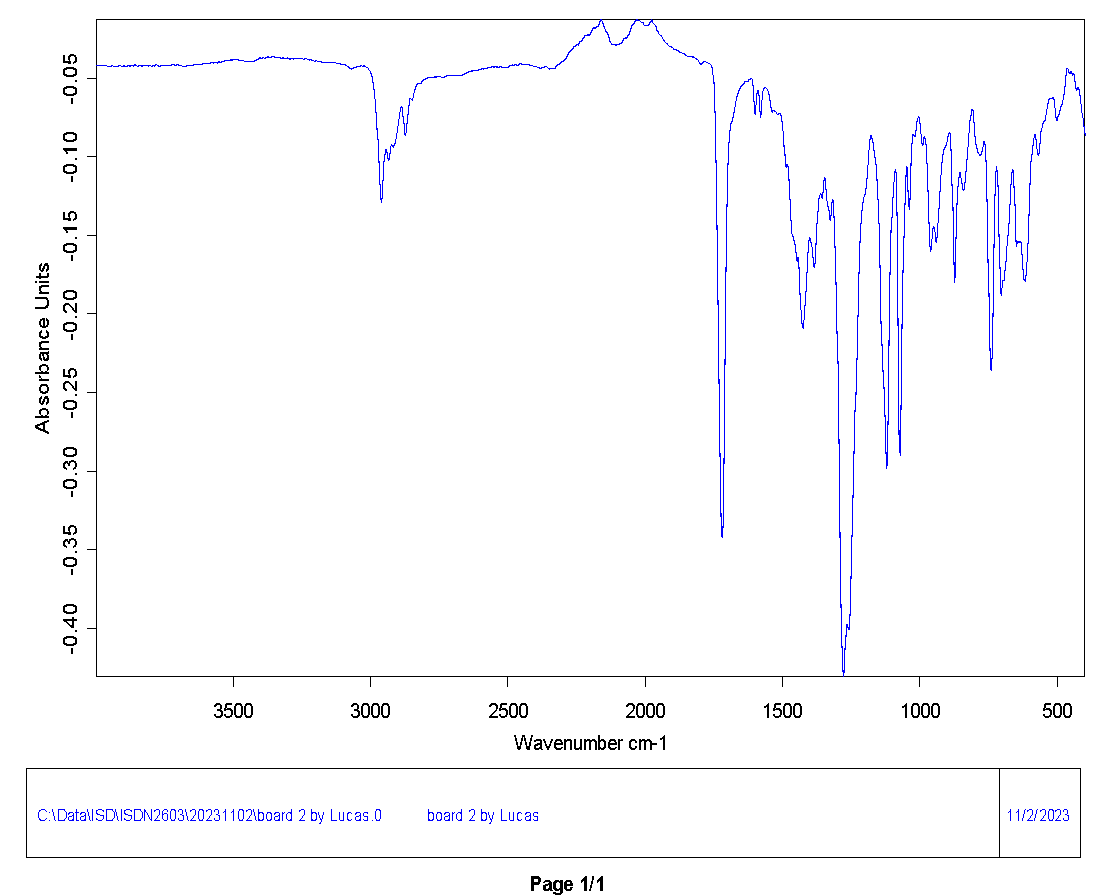 Absorbance Units
-0.05
-0.10
-0.15
-0.20
-0.25
-0.30
-0.35
-0.40
3500 3000 2500 2000 1500 1000 500
Wavenumber cm-1
C:\Data\ISD\ISDN2603\20231102\board 2 by Lucas.0 board 2 by Lucas 11/2/2023
Page 1/1